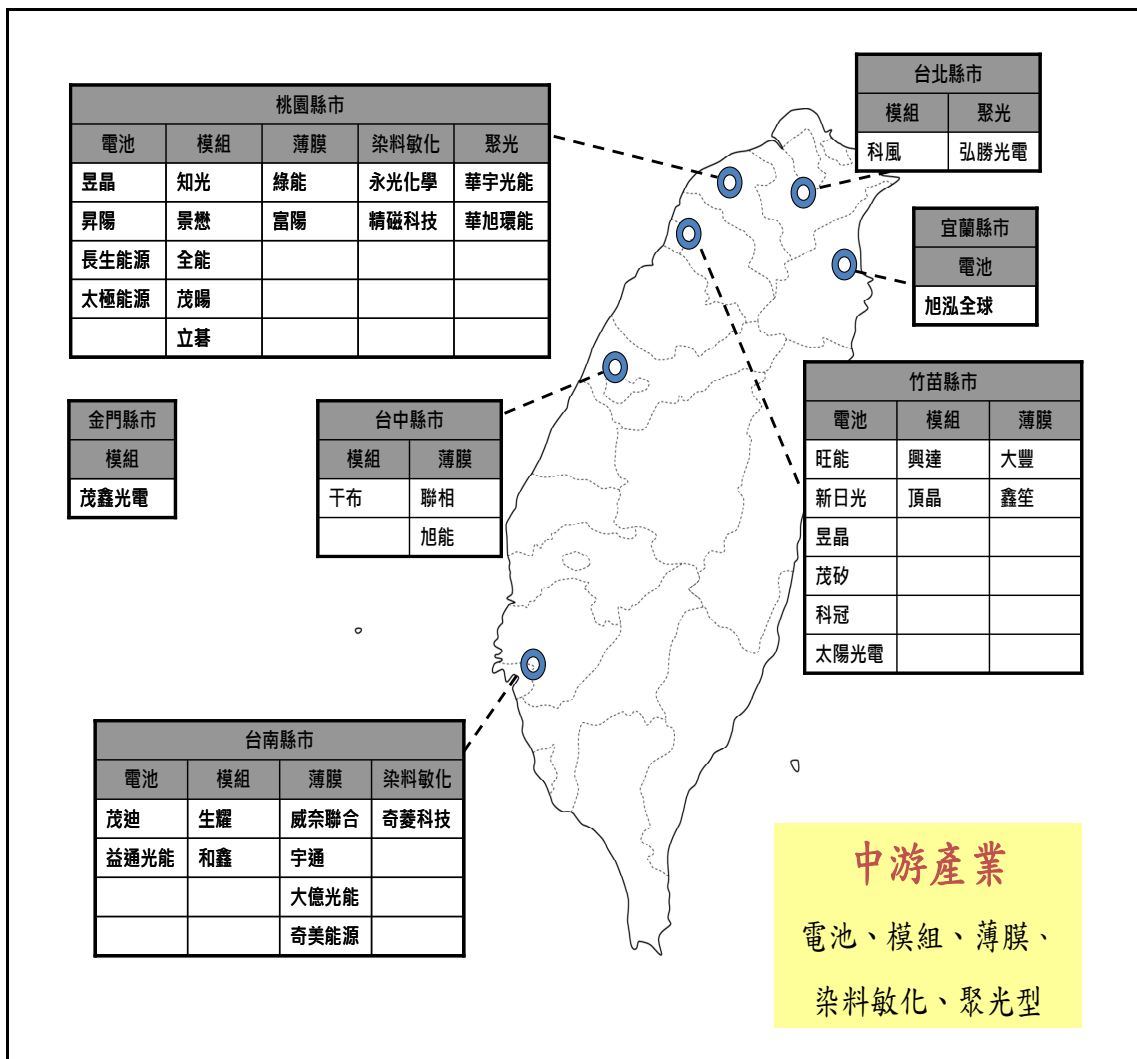 桃園縣市
電池 模組 薄膜 染料敏化 聚光
昱晶 知光 綠能 永光化學 華宇光能
昇陽 景懋 富陽 精磁科技 華旭環能
長生能源 全能
太極能源 茂暘
立碁
台北縣市
模組 聚光
科風 弘勝光電
宜蘭縣市
電池
旭泓全球
金門縣市
模組
茂鑫光電
台中縣市
模組 薄膜
干布 聯相
旭能
竹苗縣市
電池 模組 薄膜
旺能 興達 大豐
新日光 頂晶 鑫笙
昱晶
茂矽
科冠
太陽光電
台南縣市
電池 模組 薄膜 染料敏化
茂迪 生耀 威奈聯合 奇菱科技
益通光能 和鑫 宇通
大億光能
奇美能源
中游產業
電池、模組、薄膜、
染料敏化、聚光型